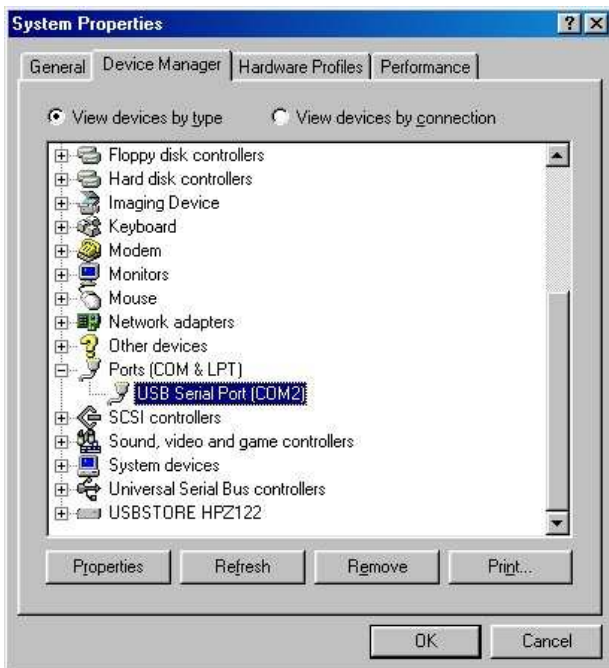 System Properties
General Device Manager Hardware Profiles Performance
View devices by type View devices by connection
Floppy disk controllers
Hard disk controllers
Imaging Device
Keyboard
Modem
Monitors
Mouse
Network adapters
Other devices
Ports (COM & LPT)
USB Serial Port (COM2)
SCSI controllers
Sound, video and game controllers
System devices
Universal Serial Bus controllers
USBSTORE HPZ122
Properties Refresh Remove Print...
OK Cancel